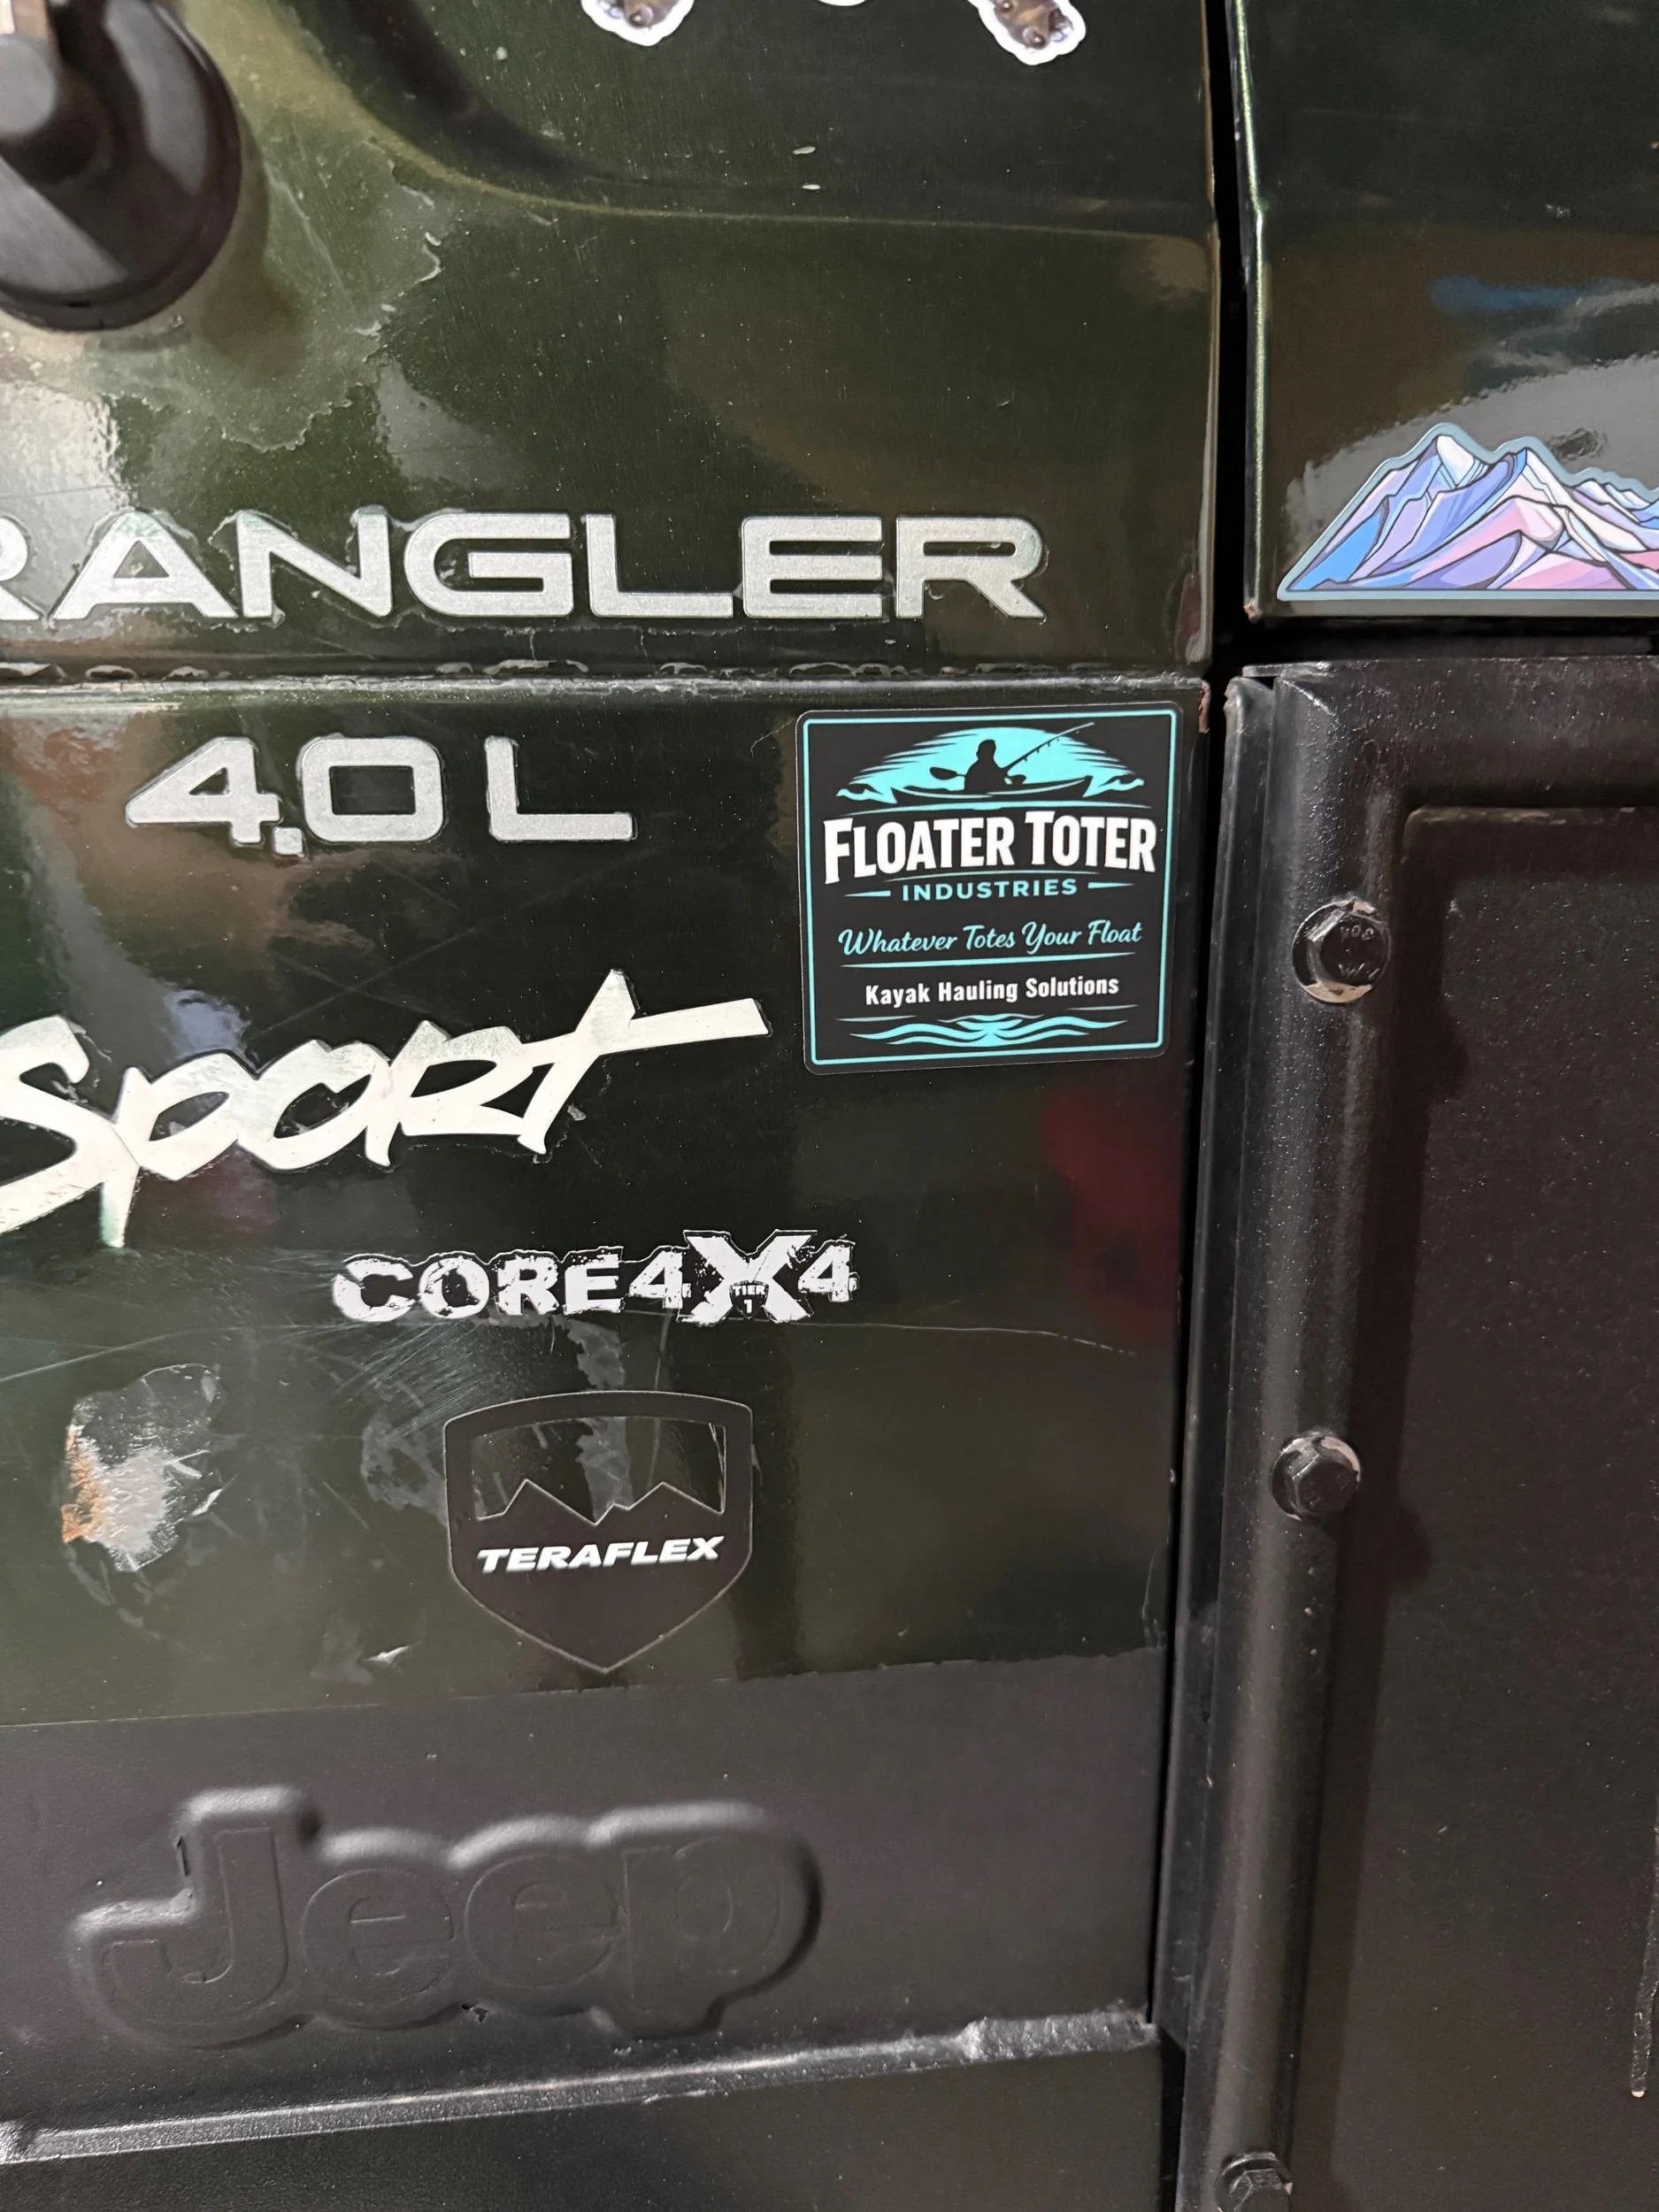 RANGLER
4.0 L
Sport
FLOATER TOTER
INDUSTRIES
Whatever Totes Your Float
Kayak Hauling Solutions
CORE4X4
TIER
1
TERAFLEX
Jeep